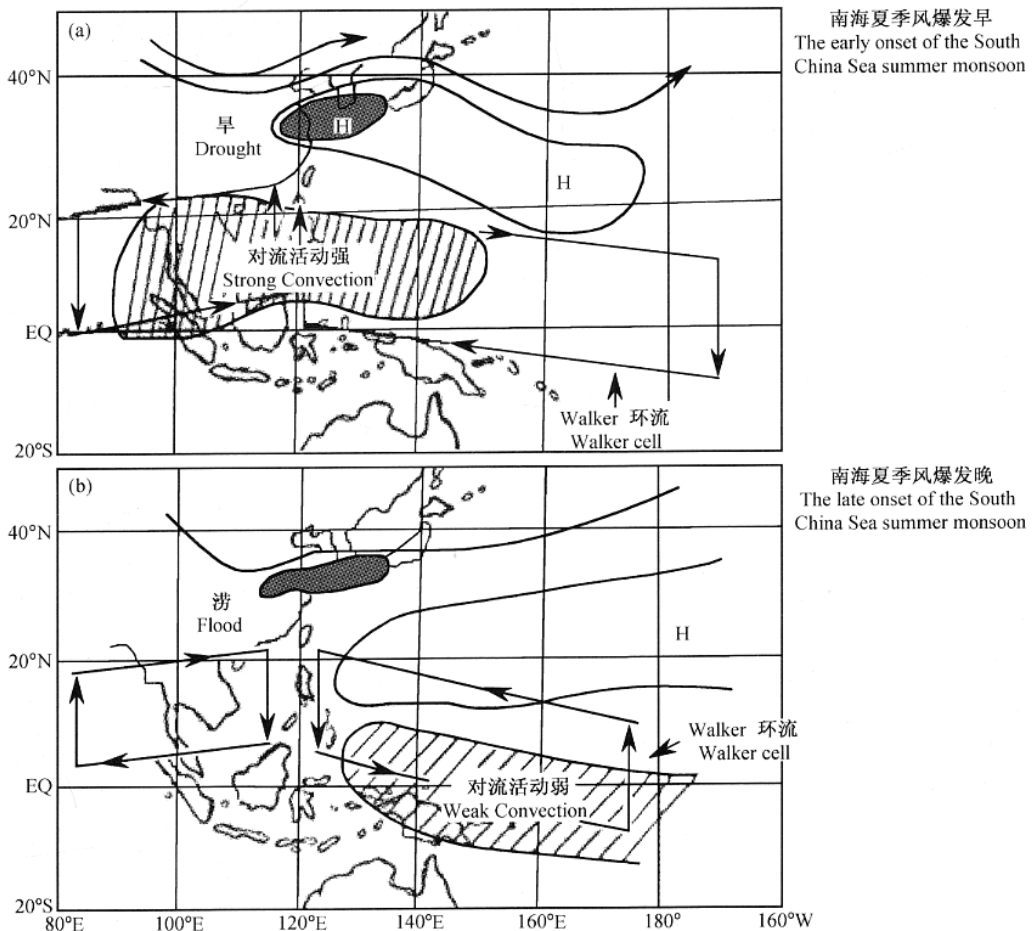 (a)
南海夏季风爆发早
The early onset of the South
China Sea summer monsoon
40°N
旱
Drought
H
H
20°N
对流活动强
Strong Convection
EQ
Walker 环流
Walker cell
20°S
(b)
南海夏季风爆发晚
The late onset of the South
China Sea summer monsoon
40°N
涝
Flood
H
20°N
Walker 环流
Walker cell
对流活动弱
Weak Convection
EQ
20°S
80°E
100°E
120°E
140°E
160°E
180°
160°W